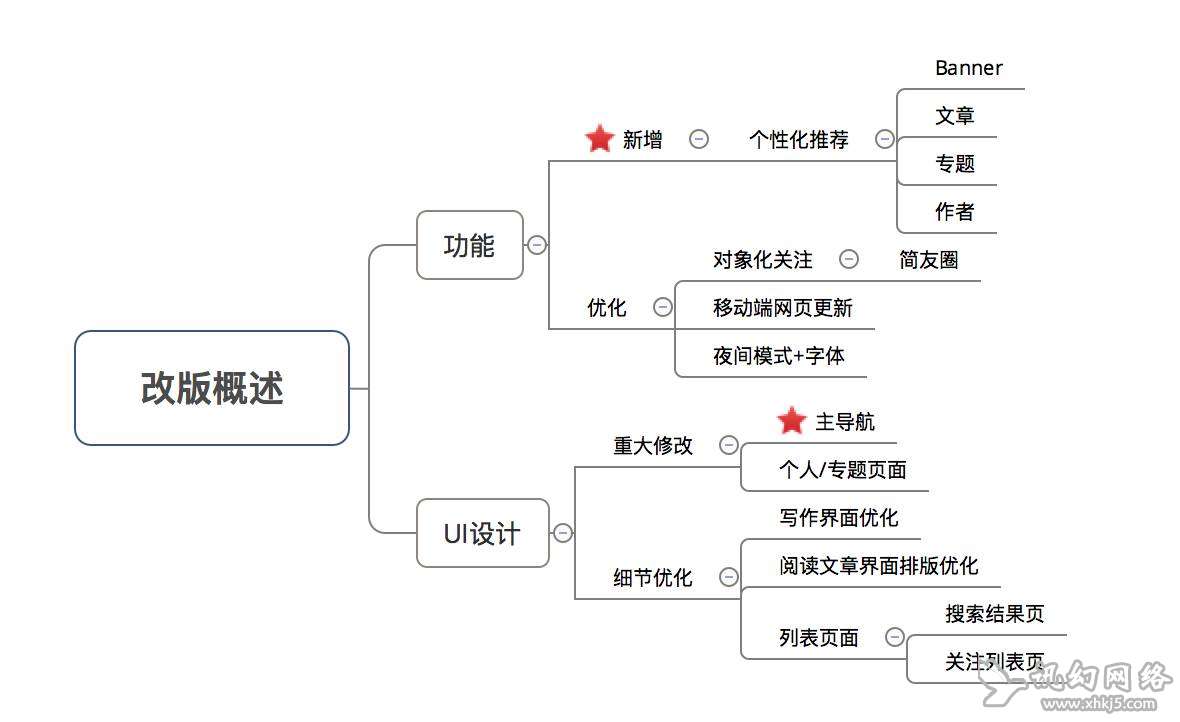 改版概述
功能
新增
个性化推荐
Banner
文章
专题
作者
优化
对象化关注
简友圈
移动端网页更新
夜间模式+字体
UI设计
重大修改
主导航
个人/专题页面
细节优化
写作界面优化
阅读文章界面排版优化
列表页面
搜索结果页
关注列表页
讯幻网络
www.xhkj5.com